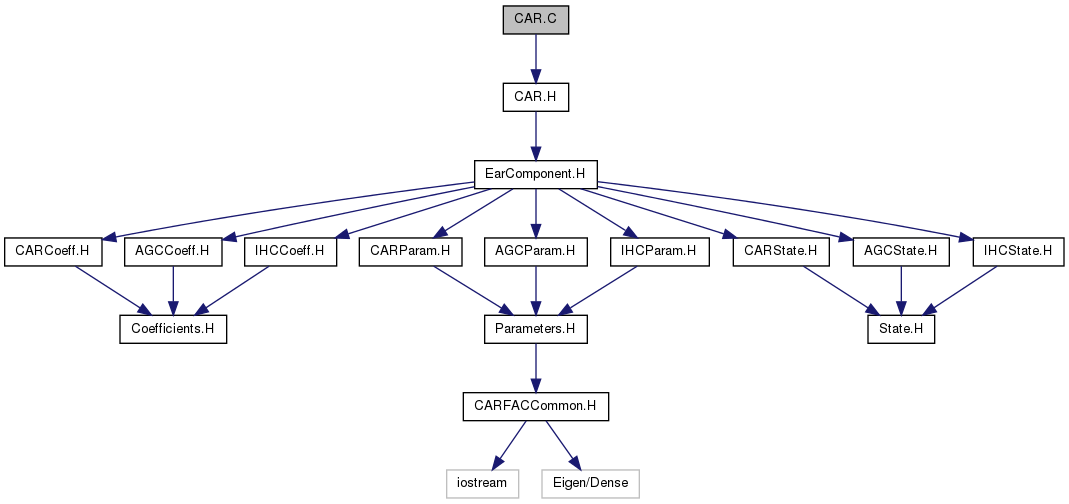 CAR.C
CAR.H
EarComponent.H
CARCoeff.H
AGCCoeff.H
IHCCoeff.H
CARParam.H
AGCParam.H
IHCParam.H
CARState.H
AGCState.H
IHCState.H
Coefficients.H
Parameters.H
State.H
CARFACCommon.H
iostream
Eigen/Dense